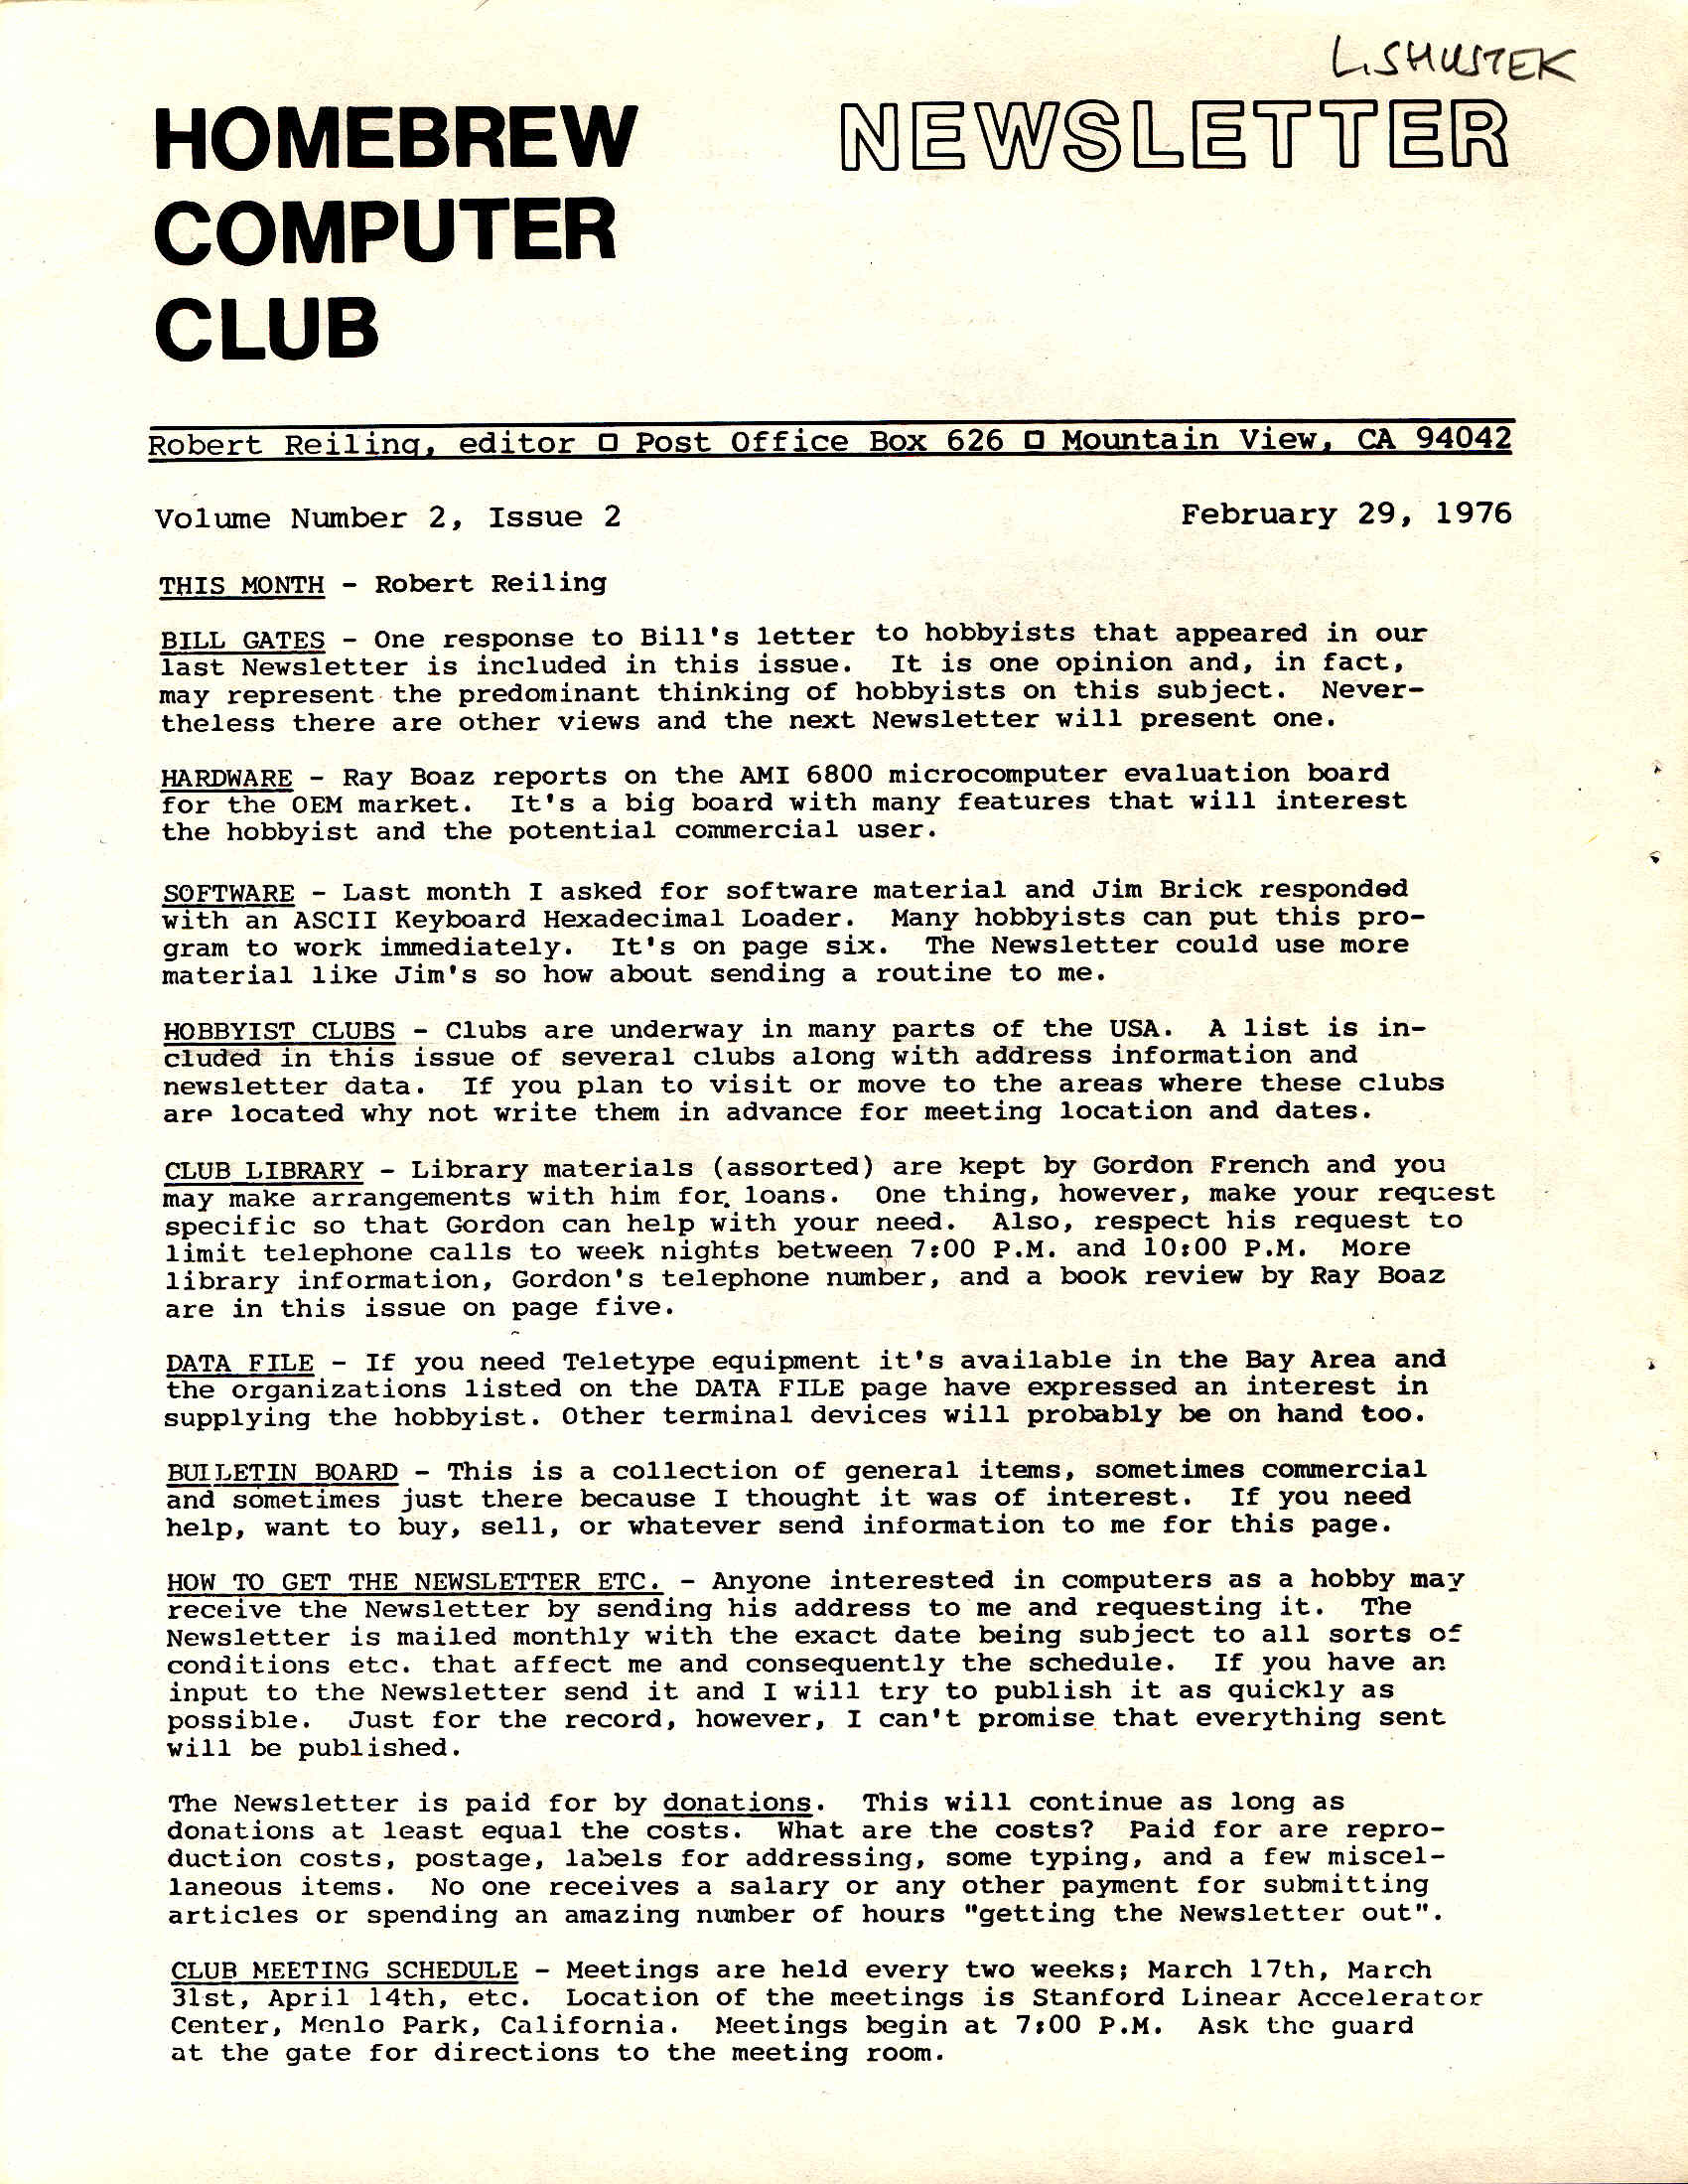 L. SHUSTEK
HOMEBREW NEWSLETTER
COMPUTER
CLUB
Robert Reiling, editor □ Post Office Box 626 □ Mountain View, CA 94042
Volume Number 2, Issue 2 February 29, 1976
THIS MONTH - Robert Reiling
BILL GATES - One response to Bill's letter to hobbyists that appeared in our
last Newsletter is included in this issue. It is one opinion and, in fact,
may represent the predominant thinking of hobbyists on this subject. Never-
theless there are other views and the next Newsletter will present one.
HARDWARE - Ray Boaz reports on the AMI 6800 microcomputer evaluation board
for the OEM market. It's a big board with many features that will interest
the hobbyist and the potential commercial user.
SOFTWARE - Last month I asked for software material and Jim Brick responded
with an ASCII Keyboard Hexadecimal Loader. Many hobbyists can put this pro-
gram to work immediately. It's on page six. The Newsletter could use more
material like Jim's so how about sending a routine to me.
HOBBYIST CLUBS - Clubs are underway in many parts of the USA. A list is in-
cluded in this issue of several clubs along with address information and
newsletter data. If you plan to visit or move to the areas where these clubs
are located why not write them in advance for meeting location and dates.
CLUB LIBRARY - Library materials (assorted) are kept by Gordon French and you
may make arrangements with him for loans. One thing, however, make your request
specific so that Gordon can help with your need. Also, respect his request to
limit telephone calls to week nights between 7:00 P.M. and 10:00 P.M. More
library information, Gordon's telephone number, and a book review by Ray Boaz
are in this issue on page five.
DATA FILE - If you need Teletype equipment it's available in the Bay Area and
the organizations listed on the DATA FILE page have expressed an interest in
supplying the hobbyist. Other terminal devices will probably be on hand too.
BULLETIN BOARD - This is a collection of general items, sometimes commercial
and sometimes just there because I thought it was of interest. If you need
help, want to buy, sell, or whatever send information to me for this page.
HOW TO GET THE NEWSLETTER ETC. - Anyone interested in computers as a hobby may
receive the Newsletter by sending his address to me and requesting it. The
Newsletter is mailed monthly with the exact date being subject to all sorts of
conditions etc. that affect me and consequently the schedule. If you have an
input to the Newsletter send it and I will try to publish it as quickly as
possible. Just for the record, however, I can't promise that everything sent
will be published.
The Newsletter is paid for by donations. This will continue as long as
donations at least equal the costs. What are the costs? Paid for are repro-
duction costs, postage, labels for addressing, some typing, and a few miscel-
laneous items. No one receives a salary or any other payment for submitting
articles or spending an amazing number of hours "getting the Newsletter out".
CLUB MEETING SCHEDULE - Meetings are held every two weeks; March 17th, March
31st, April 14th, etc. Location of the meetings is Stanford Linear Accelerator
Center, Menlo Park, California. Meetings begin at 7:00 P.M. Ask the guard
at the gate for directions to the meeting room.